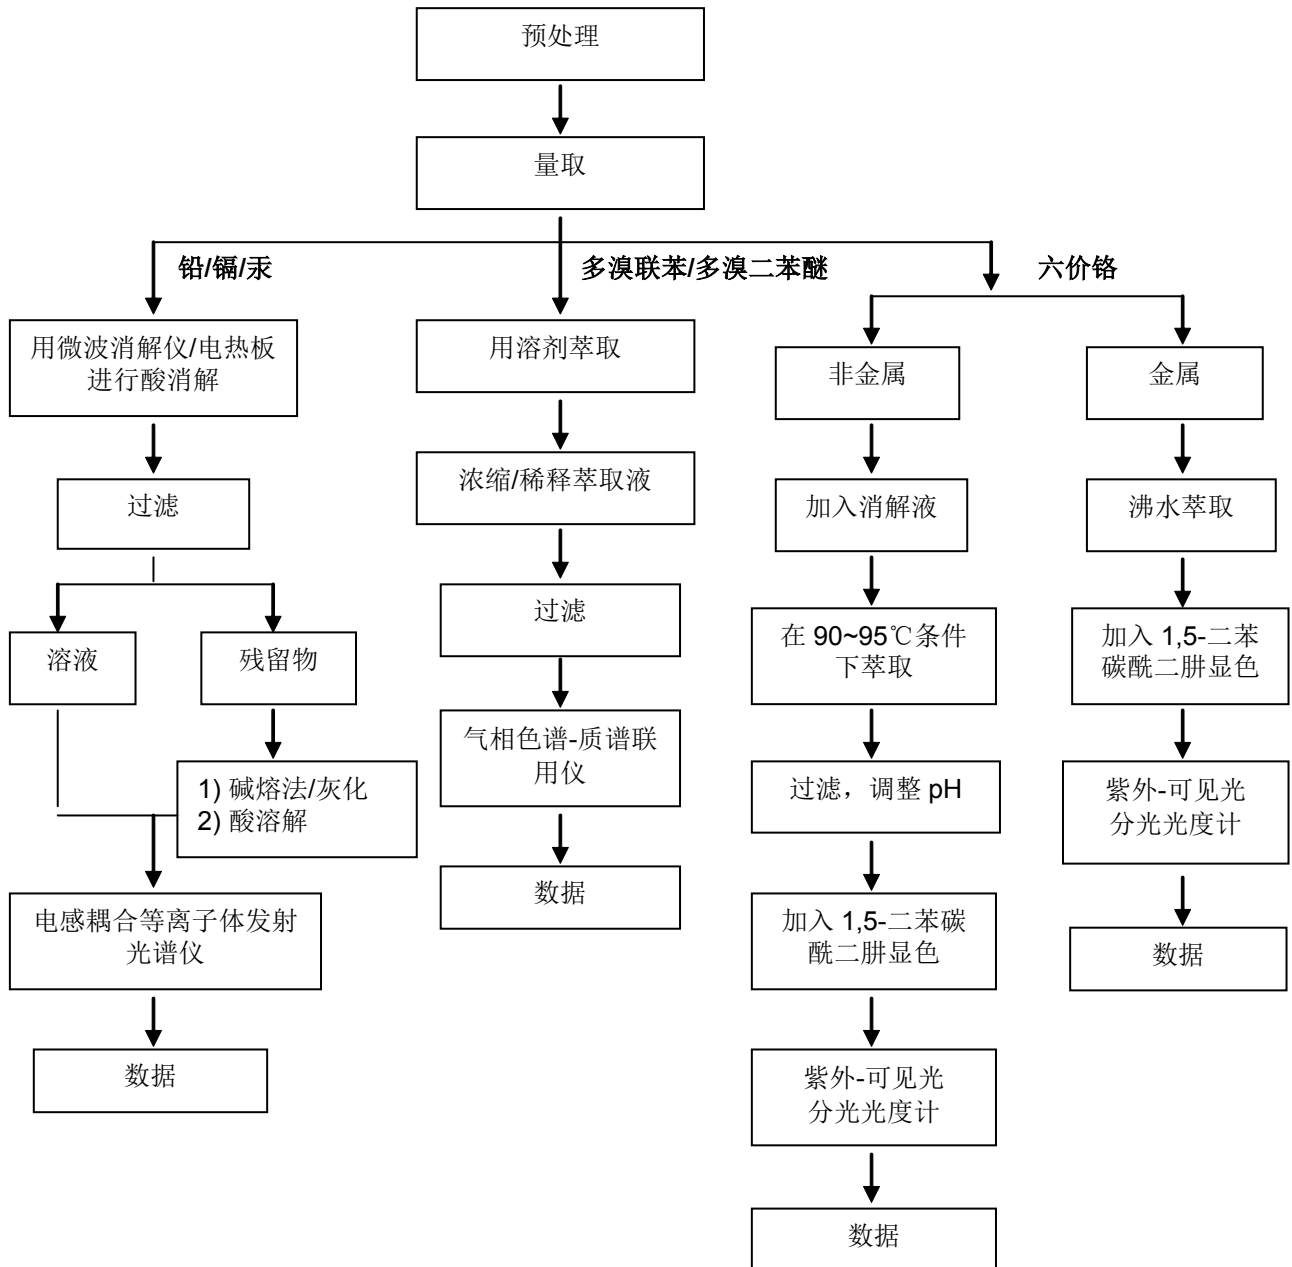 预处理
量取
铅/镉/汞
多溴联苯/多溴二苯醚
六价铬
用微波消解仪/电热板
进行酸消解
过滤
溶液
残留物
1) 碱熔法/灰化
2) 酸溶解
电感耦合等离子体发射
光谱仪
数据
用溶剂萃取
浓缩/稀释萃取液
过滤
气相色谱-质谱联
用仪
数据
非金属
加入消解液
在 90~95℃条件
下萃取
过滤，调整 pH
加入 1,5-二苯碳
酰二肼显色
紫外-可见光
分光光度计
数据
金属
沸水萃取
加入 1,5-二苯
碳酰二肼显色
紫外-可见光
分光光度计
数据